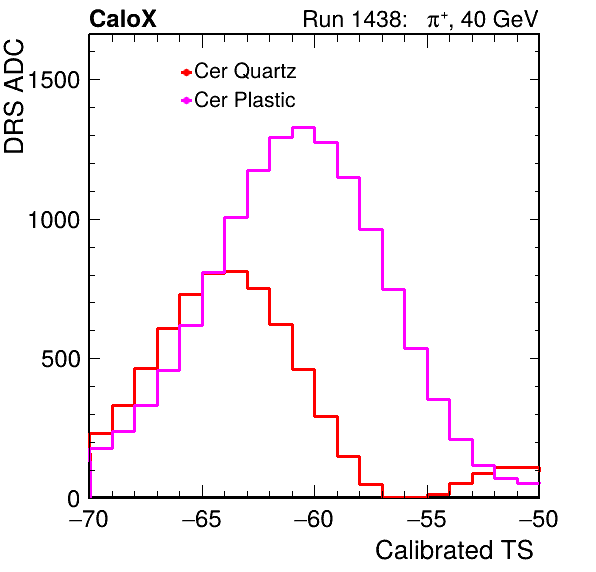 CaloX Run 1438: π⁺, 40 GeV
DRS ADC
1500
1000
500
0
Cer Quartz
Cer Plastic
−70 −65 −60 −55 −50
Calibrated TS